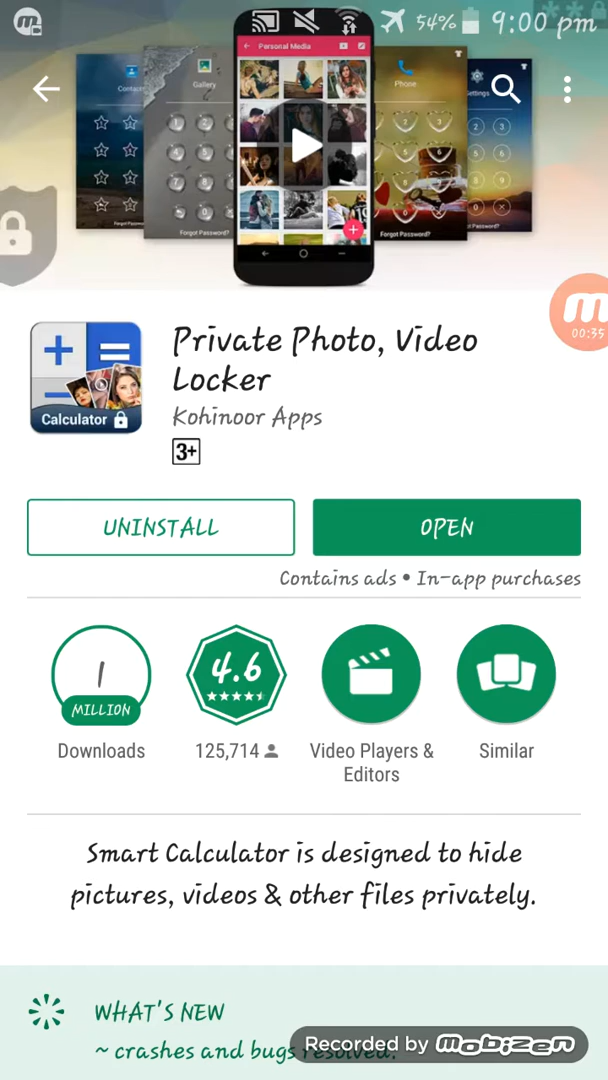 54% 9:00 pm
Personal Media
Contacts
Gallery
Phone
Settings
Forgot Password?
Forgot Password?
00:35
Calculator
Private Photo, Video
Locker
Kohinoor Apps
3+
UNINSTALL
OPEN
Contains ads • In-app purchases
1
MILLION
Downloads
4.6
125,714
Video Players &
Editors
Similar
Smart Calculator is designed to hide
pictures, videos & other files privately.
WHAT'S NEW
~ crashes and bugs resolved.
Recorded by mobizen